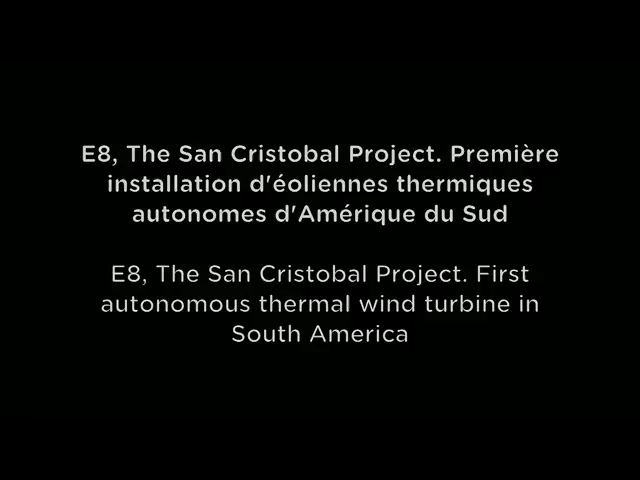 E8, The San Cristobal Project. Première
installation d'éoliennes thermiques
autonomes d'Amérique du Sud
E8, The San Cristobal Project. First
autonomous thermal wind turbine in
South America